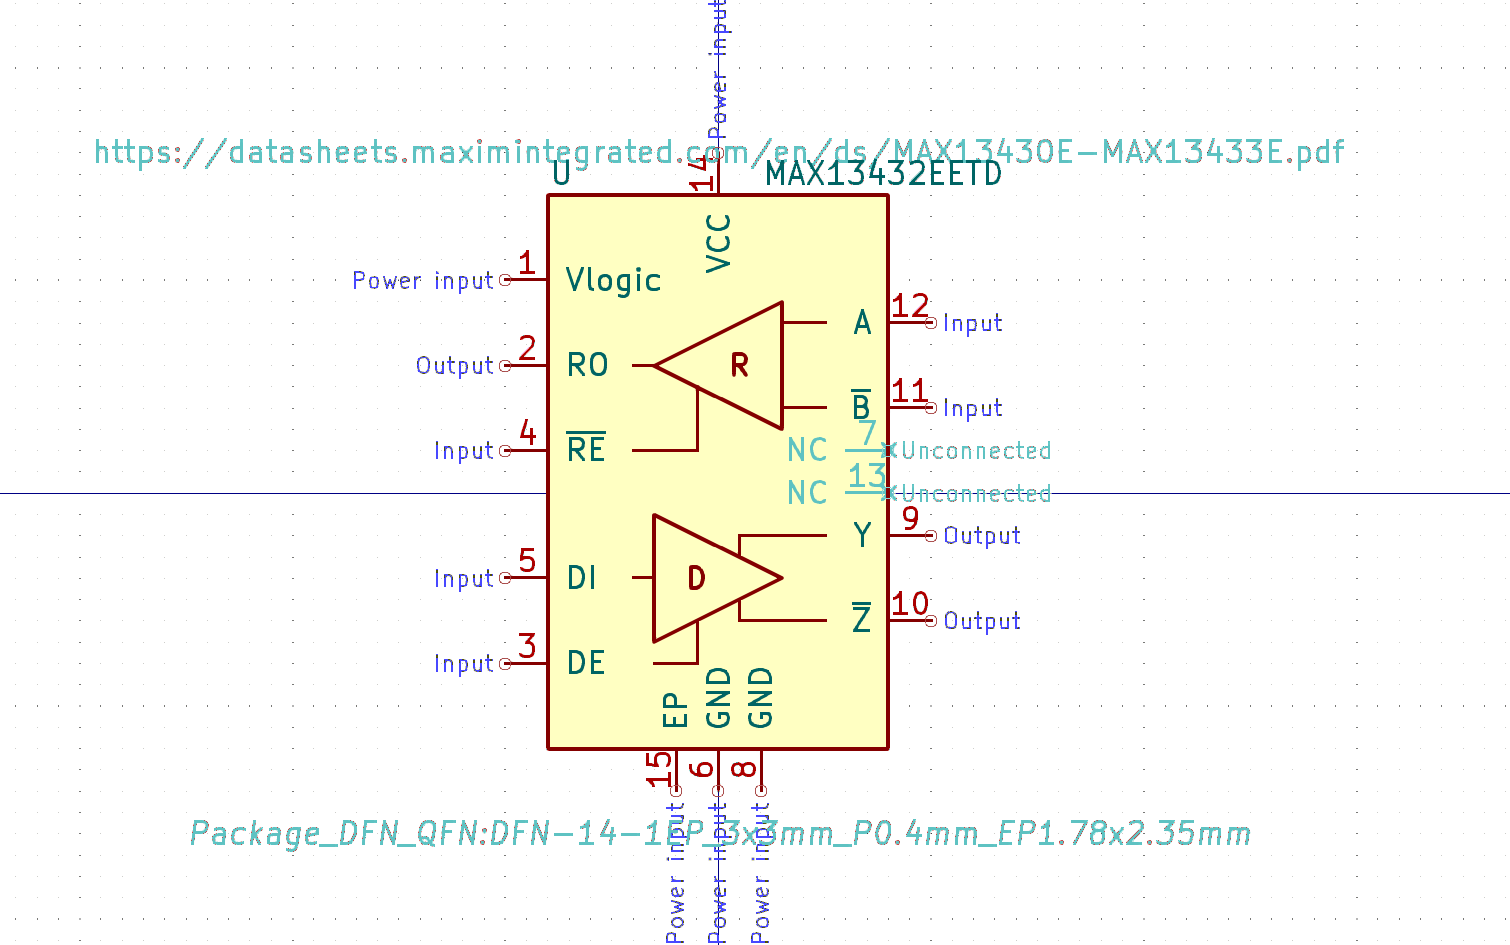 Power input
https://datasheets.maximintegrated.com/en/ds/MAX13430E-MAX13433E.pdf
U 14 MAX13432EETD
VCC
Power input 1 Vlogic
A 12 Input
Output 2 RO R
B 11 Input
Input 4 RE
NC 7 Unconnected
NC 13 Unconnected
Y 9 Output
Input 5 DI D
Z 10 Output
Input 3 DE
EP GND GND
15 6 8
Package_DFN_QFN:DFN-14-1EP_3x3mm_P0.4mm_EP1.78x2.35mm
Power input Power input Power input